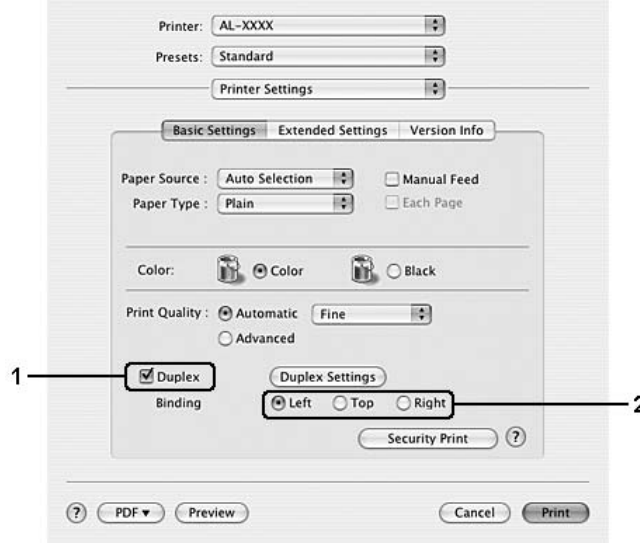 Printer: AL-XXXX
Presets: Standard
Printer Settings
Basic Settings Extended Settings Version Info
Paper Source : Auto Selection Manual Feed
Paper Type : Plain Each Page
Color: Color Black
Print Quality : Automatic Fine
Advanced
1 Duplex Duplex Settings
Binding Left Top Right 2
Security Print ?
? PDF Preview Cancel Print